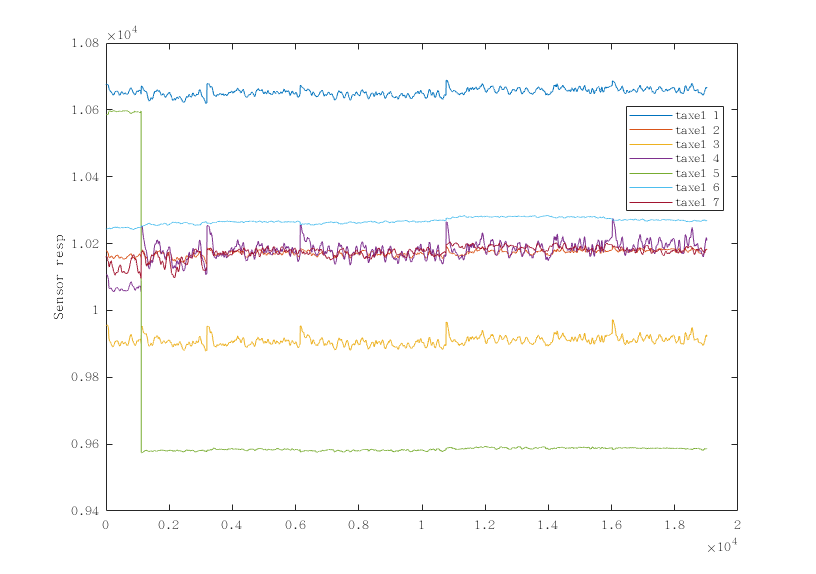 ×10⁴
1.08
1.06
1.04
1.02
1
0.98
0.96
0.94
Sensor resp
taxel 1
taxel 2
taxel 3
taxel 4
taxel 5
taxel 6
taxel 7
0 0.2 0.4 0.6 0.8 1 1.2 1.4 1.6 1.8 2
×10⁴